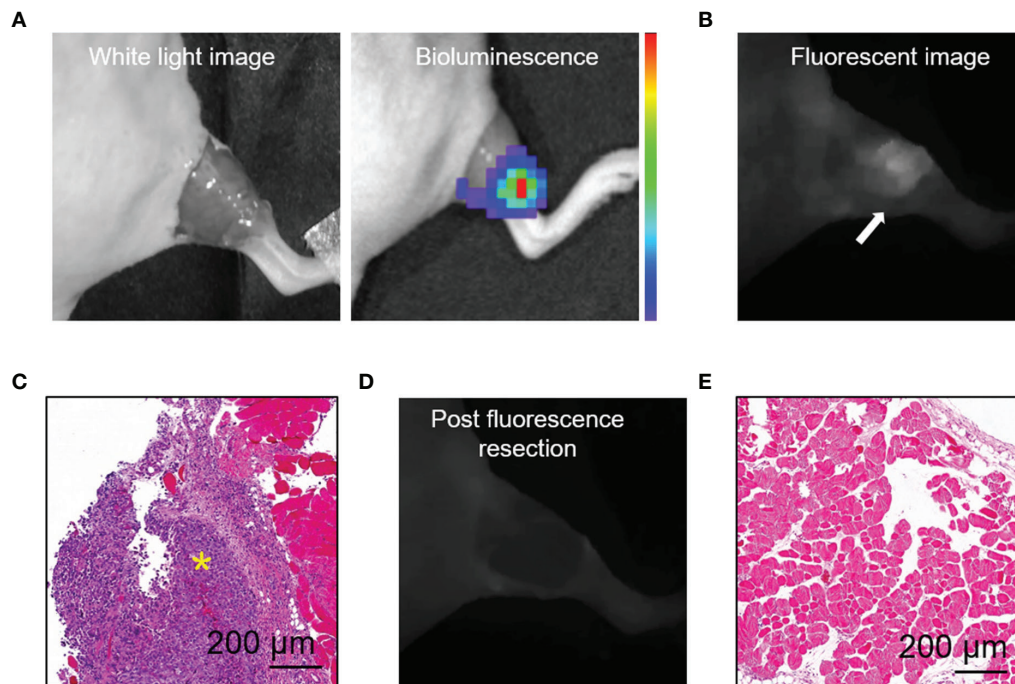 A
B
White light image
Bioluminescence
Fluorescent image
C
D
E
Post fluorescence
resection
*
200 µm
200 µm